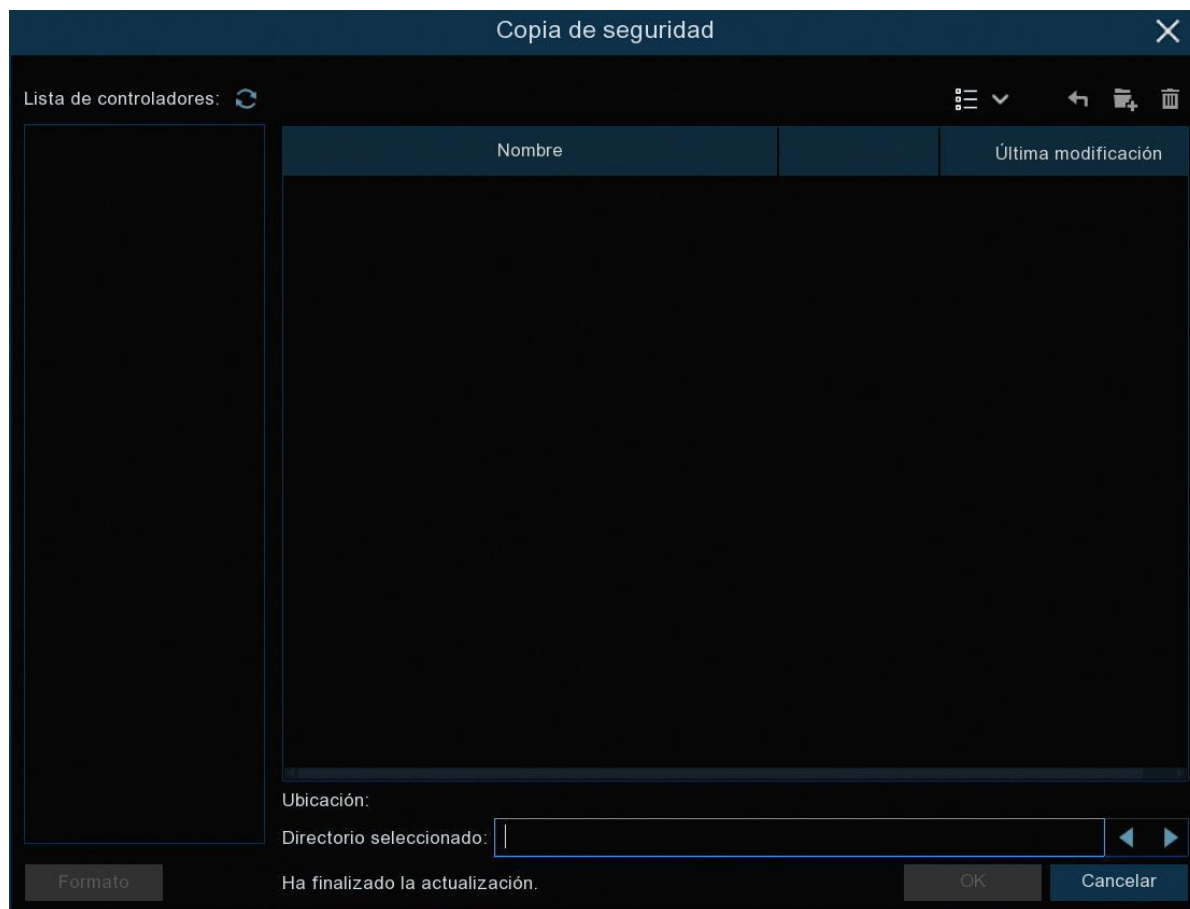 Copia de seguridad
Lista de controladores:
Nombre
Última modificación
Ubicación:
Directorio seleccionado:
Formato
Ha finalizado la actualización.
OK
Cancelar